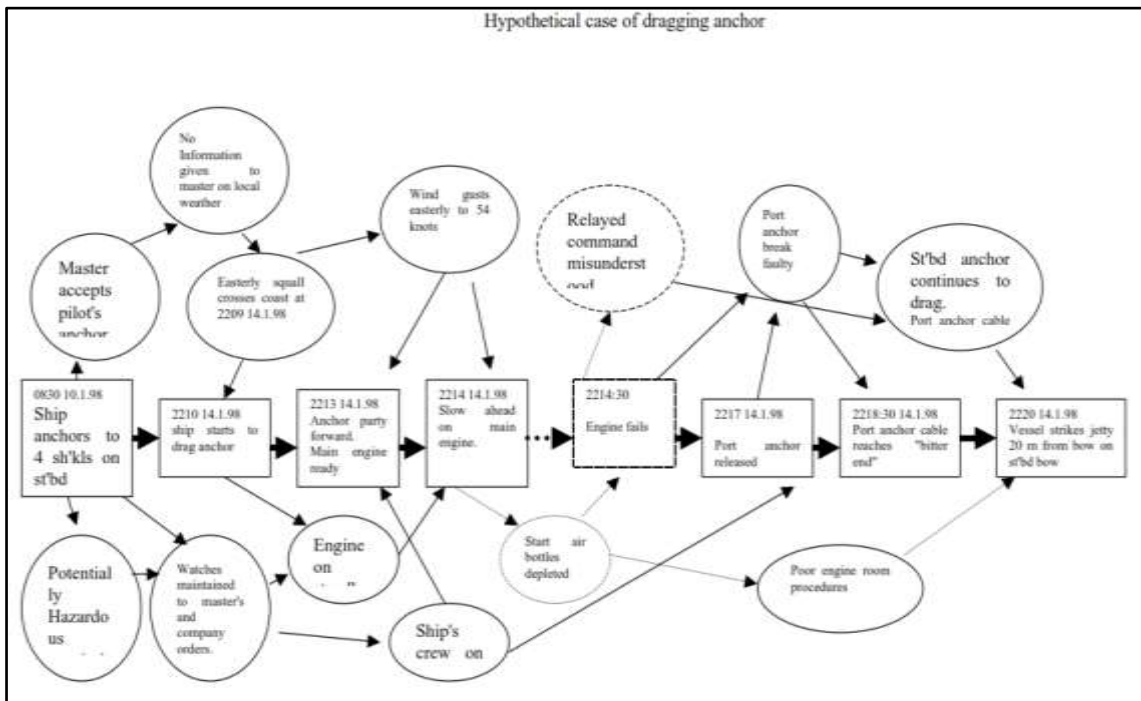 Hypothetical case of dragging anchor
No
Information
given to
master on local
weather
Wind gusts
easterly to 54
knots
Relayed
command
misunderst
ood
Port
anchor
break
faulty
St'bd anchor
continues to
drag.
Port anchor cable
Master
accepts
pilot's
anchor
Easterly squall
crosses coast at
2209 14.1.98
0830 10.1.98
Ship
anchors to
4 sh'kls on
st'bd
2210 14.1.98
ship starts to
drag anchor
2213 14.1.98
Anchor party
forward.
Main engine
ready
2214 14.1.98
Slow ahead
on main
engine.
2214:30
Engine fails
2217 14.1.98
Port anchor
released
2218:30 14.1.98
Port anchor cable
reaches "bitter
end"
2220 14.1.98
Vessel strikes jetty
20 m from bow on
st'bd bow
Potential
ly
Hazardo
us
Watches
maintained
to master's
and
company
orders.
Engine
on
Ship's
crew on
Start air
bottles
depleted
Poor engine room
procedures